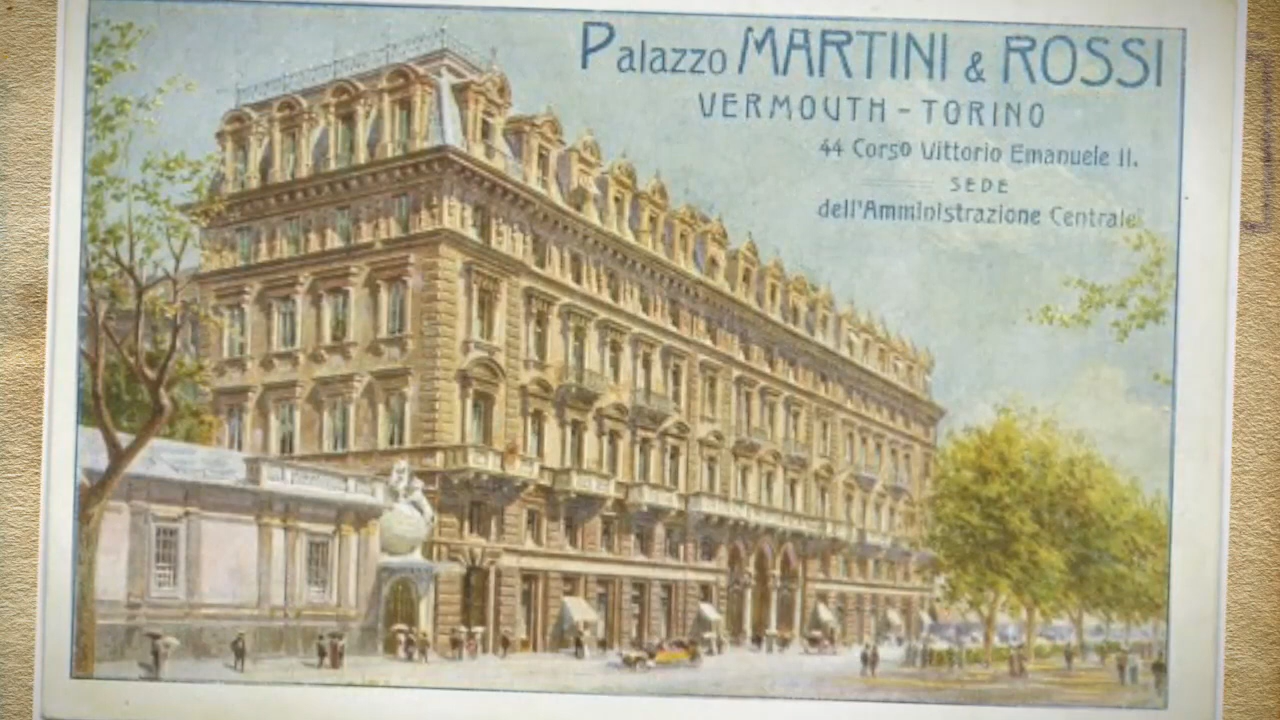 Palazzo MARTINI & ROSSI
VERMOUTH - TORINO
44 Corso Vittorio Emanuele II.
SEDE
dell'Amministrazione Centrale